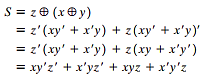 S = z ⊕ (x ⊕ y)
= z'(xy' + x'y) + z(xy' + x'y)'
= z'(xy' + x'y) + z(xy + x'y')
= xy'z' + x'yz' + xyz + x'y'z